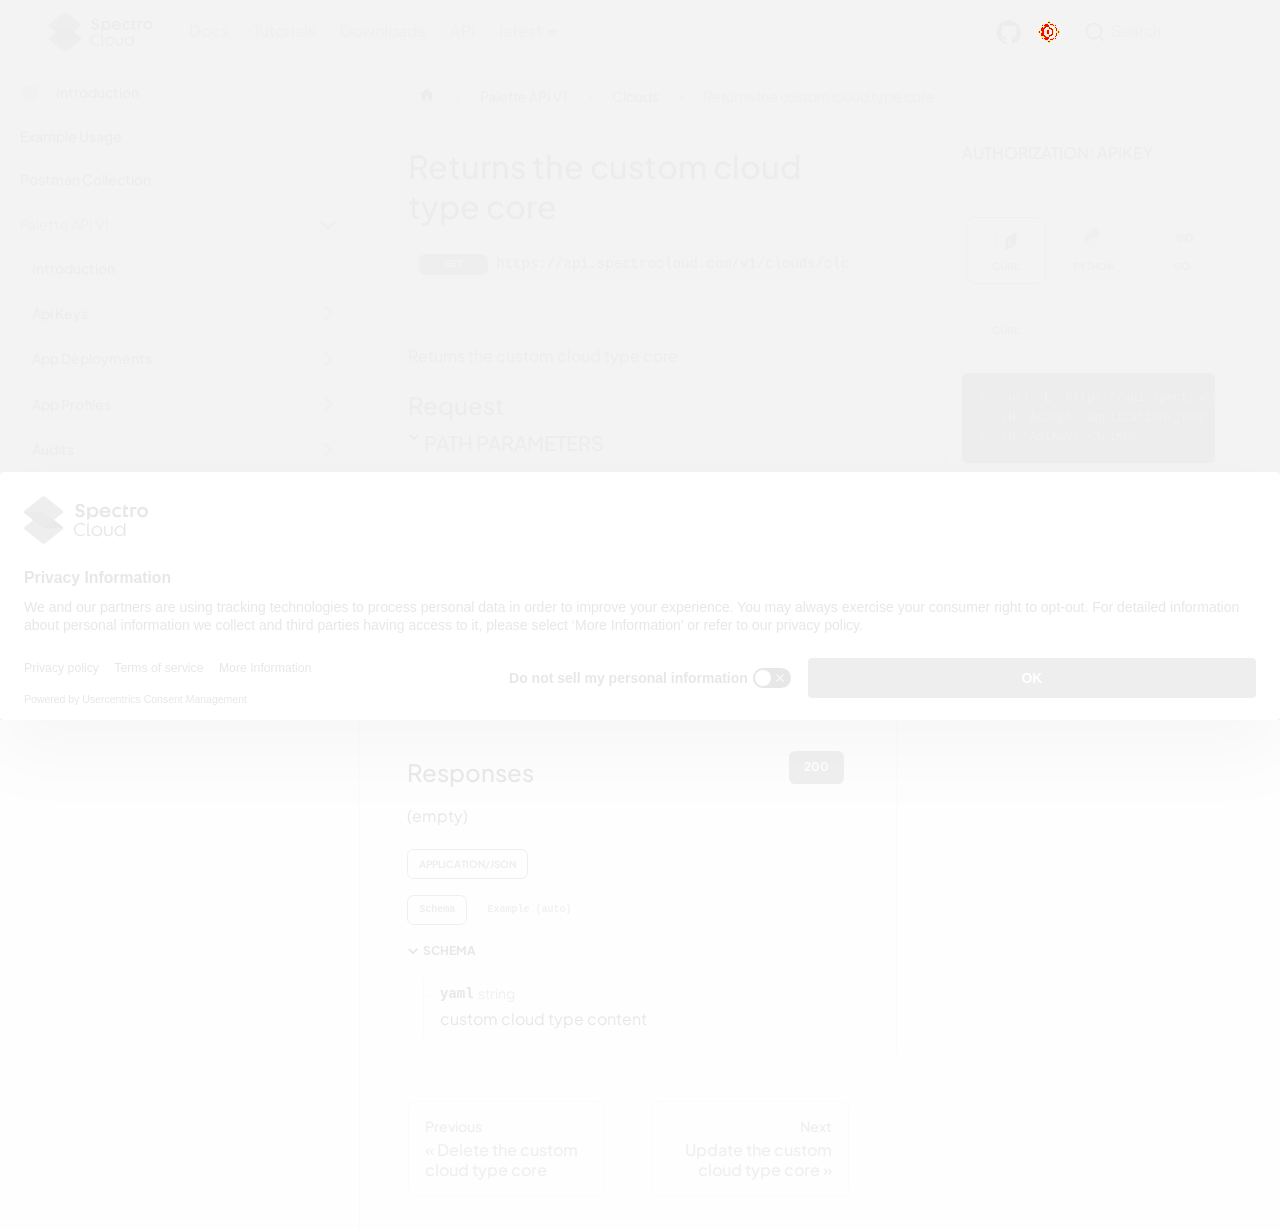 Spectro Cloud
Docs Tutorials Downloads API latest Search
Introduction
Example Usage
Postman Collection
Palette API V1
Introduction
Api Keys
App Deployments
App Profiles
Audits
Palette API V1 Clouds Returns the custom cloud type core
Returns the custom cloud
type core
GET https://api.spectrocloud.com/v1/clouds/clo
Returns the custom cloud type core
Request
PATH PARAMETERS
AUTHORIZATION: APIKEY
CURL PYTHON GO
CURL
Spectro
Cloud
Privacy Information
We and our partners are using tracking technologies to process personal data in order to improve your experience. You may always exercise your consumer right to opt-out. For detailed information
about personal information we collect and third parties having access to it, please select ‘More Information’ or refer to our privacy policy.
Privacy policy Terms of service More Information
Do not sell my personal information OK
Powered by Usercentrics Consent Management
Responses 200
(empty)
APPLICATION/JSON
Schema Example (auto)
SCHEMA
yaml string
custom cloud type content
Previous
« Delete the custom
cloud type core
Next
Update the custom
cloud type core »